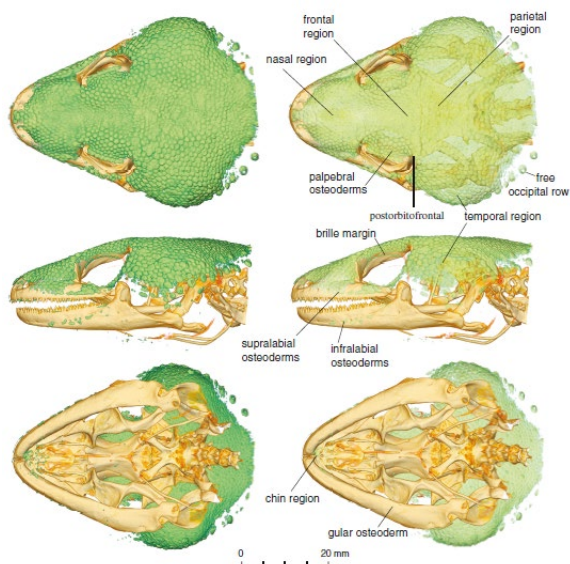 frontal
region
parietal
region
nasal region
palpebral
osteoderms
free
occipital row
postorbitofrontal
temporal region
brille margin
supralabial
osteoderms
infralabial
osteoderms
chin region
gular osteoderm
0
20 mm